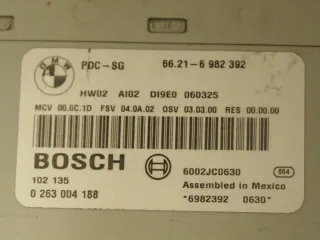 BMW PDC-SG 66.21-6 982 392
HW02 AI02 DI9E0 060325
MCV 00.0C.1D FSV 04.0A.02 OSV 03.03.00 RES 00.00.00
BOSCH 6002JC0630 664
102 135 Assembled in Mexico
0 263 004 188 *6982392 0630*